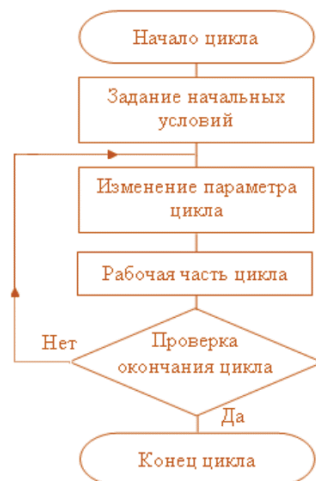 Начало цикла
Задание начальных
условий
Изменение параметра
цикла
Рабочая часть цикла
Нет
Проверка
окончания цикла
Да
Конец цикла